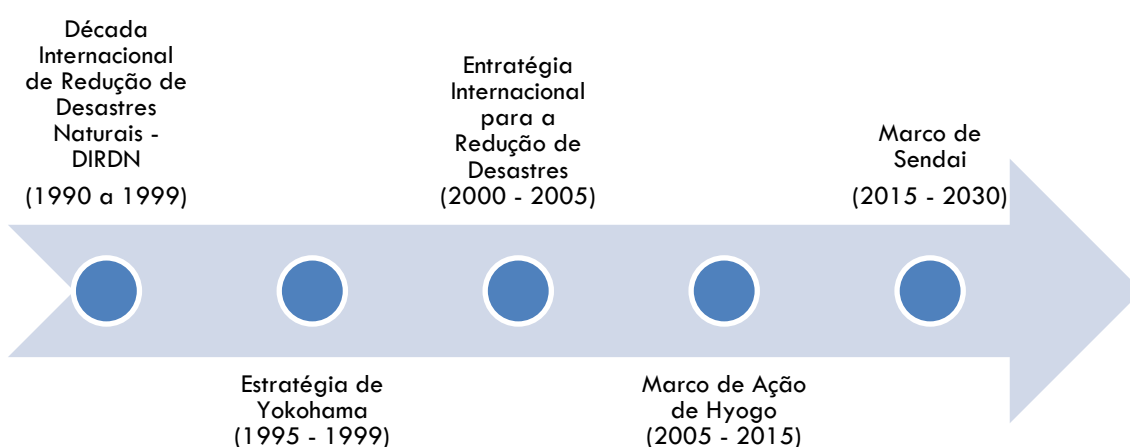 Década
Internacional
de Redução de
Desastres
Naturais -
DIRDN
(1990 a 1999)
Estratégia de
Yokohama
(1995 - 1999)
Entratégia
Internacional
para a
Redução de
Desastres
(2000 - 2005)
Marco de Ação
de Hyogo
(2005 - 2015)
Marco de
Sendai
(2015 - 2030)